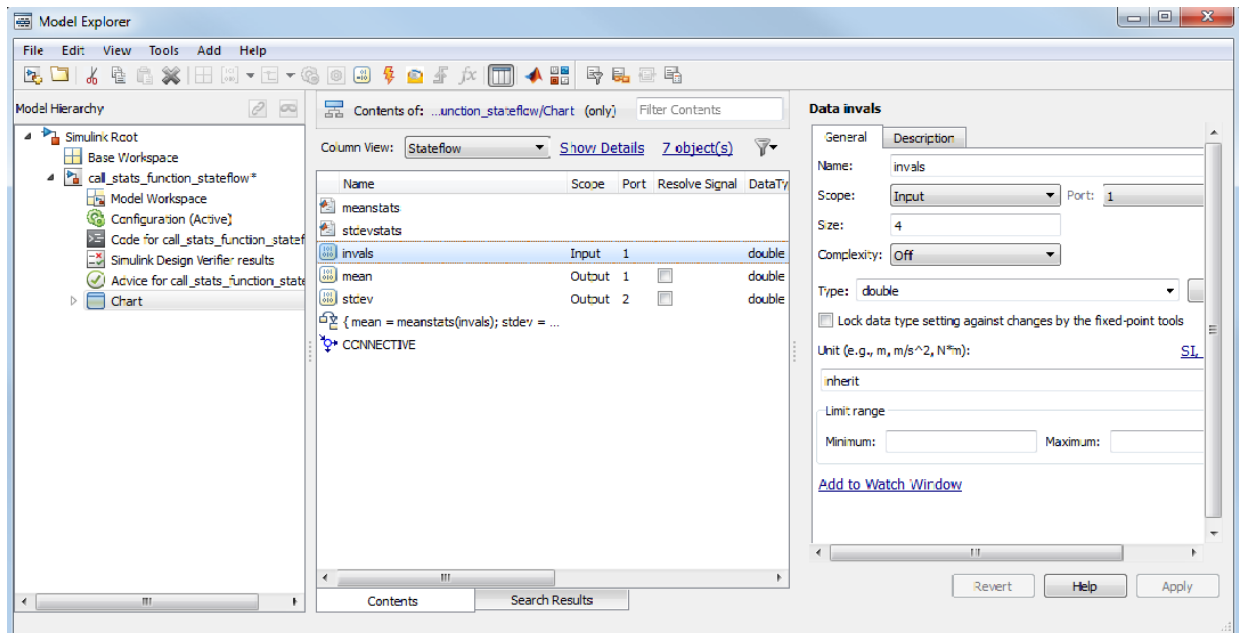 Model Explorer
File Edit View Tools Add Help
Model Hierarchy
Simulink Root
Base Workspace
call_stats_function_stateflow*
Model Workspace
Configuration (Active)
Code for call_stats_function_statef
Simulink Design Verifier results
Advice for call_stats_function_state
Chart
Contents of: ...unction_stateflow/Chart (only) Filter Contents
Column View: Stateflow Show Details 7 object(s)
Name Scope Port Resolve Signal DataTy
meanstats
stdevstats
invals Input 1 double
mean Output 1 double
stdev Output 2 double
{ mean = meanstats(invals); stdev = ...
CONNECTIVE
Contents Search Results
Data invals
General Description
Name: invals
Scope: Input Port: 1
Size: 4
Complexity: Off
Type: double
Lock data type setting against changes by the fixed-point tools
Unit (e.g., m, m/s^2, N*m): SI,
inherit
Limit range
Minimum: Maximum:
Add to Watch Window
Revert Help Apply